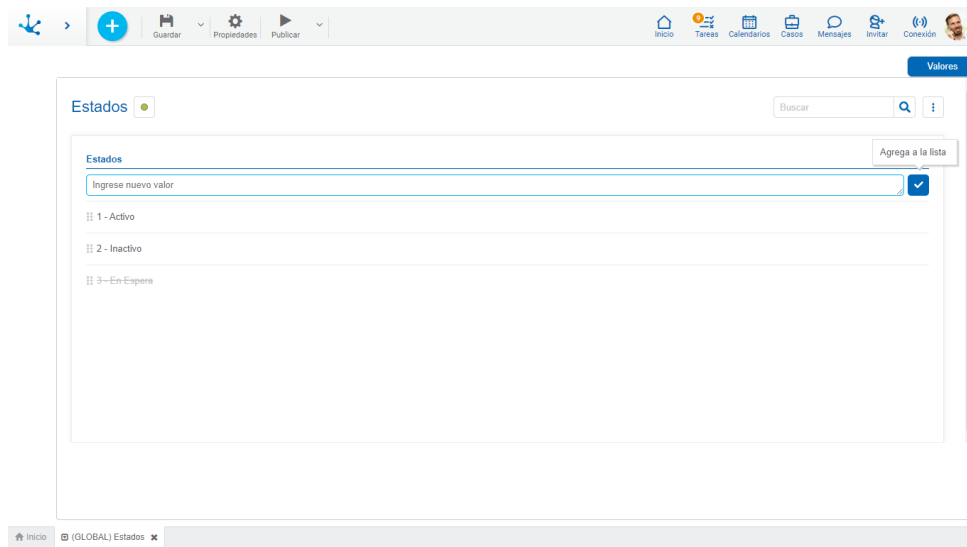 Guardar
Propiedades
Publicar
Inicio
9
Tareas
Calendarios
Casos
Mensajes
Invitar
Conexión
Valores
Estados
Buscar
Agrega a la lista
Estados
Ingrese nuevo valor
1 - Activo
2 - Inactivo
3 - En Espera
Inicio
(GLOBAL) Estados